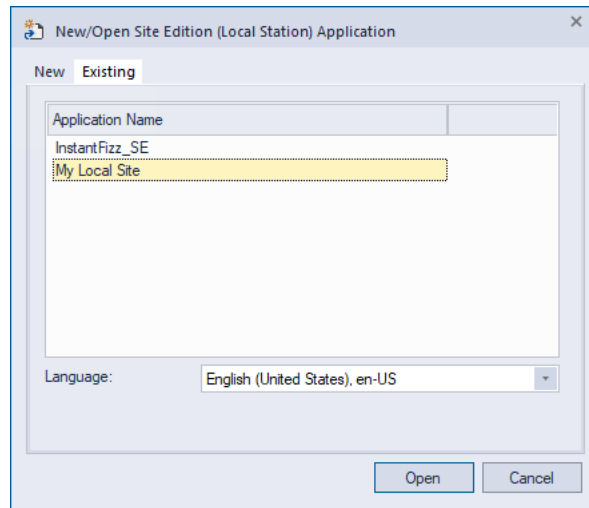 New/Open Site Edition (Local Station) Application
New Existing
Application Name
InstantFizz_SE
My Local Site
Language: English (United States), en-US
Open Cancel